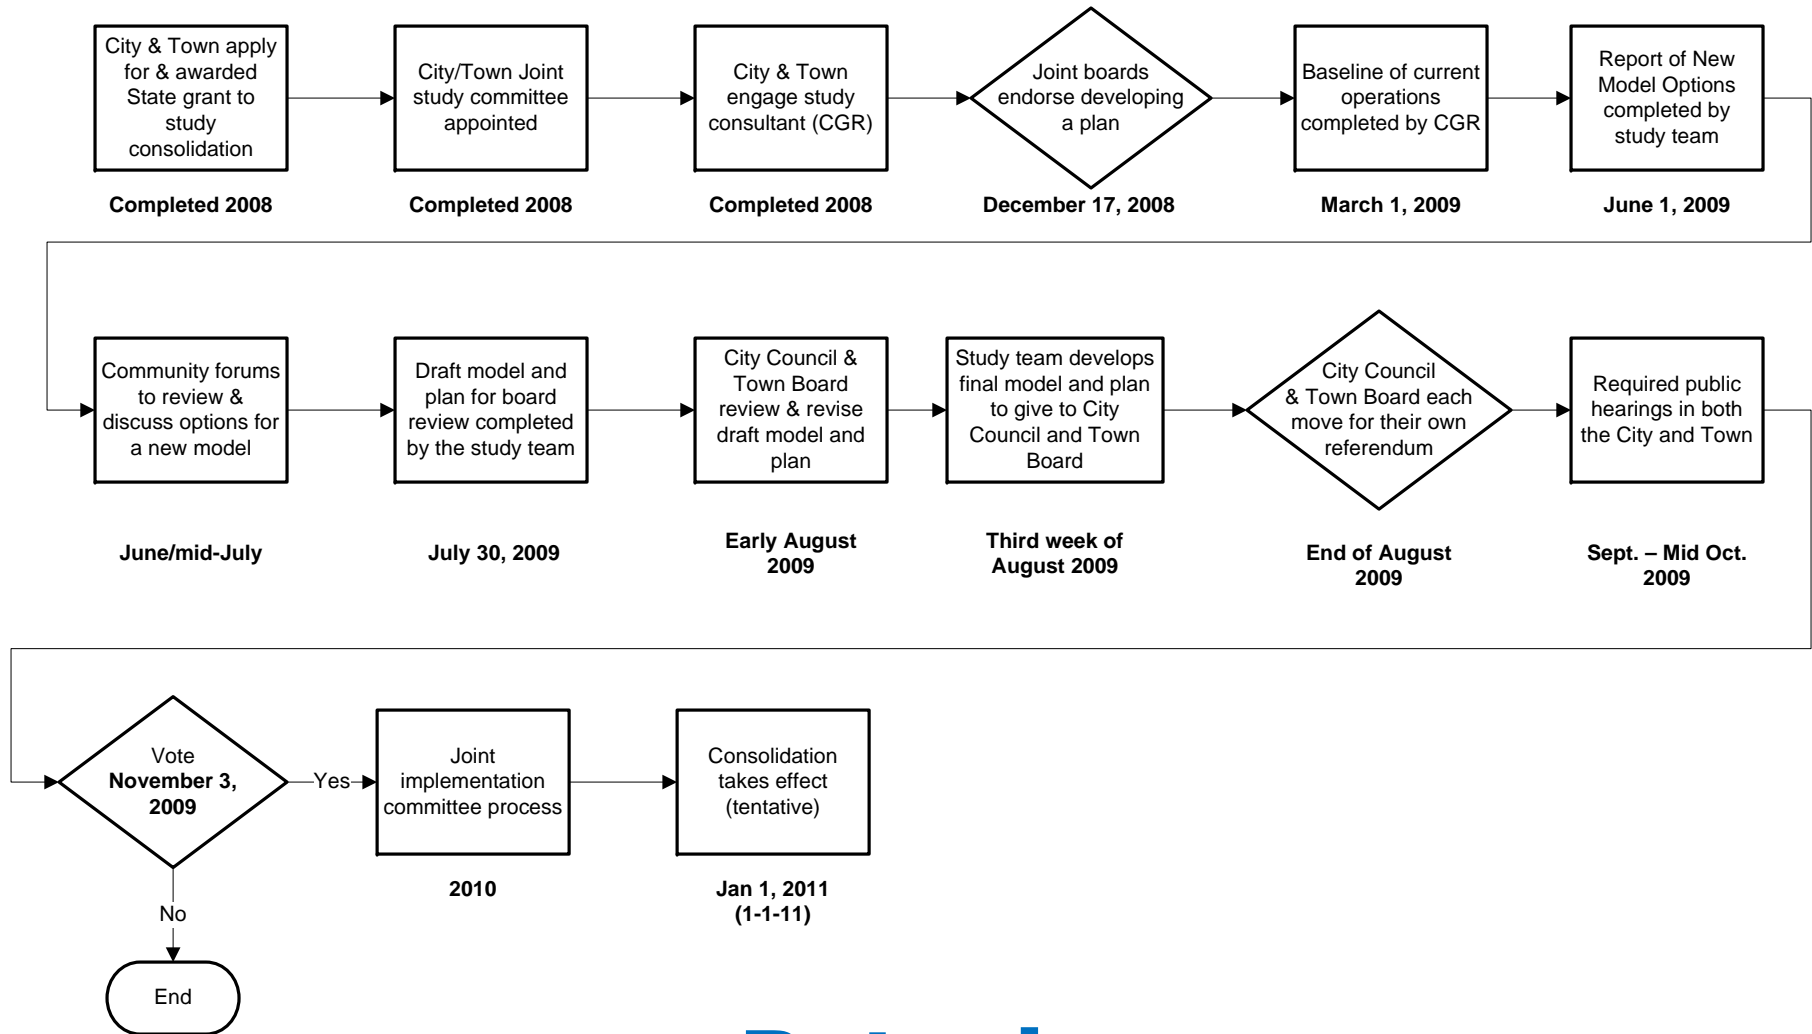 City & Town apply
for & awarded
State grant to
study
consolidation
Completed 2008
City/Town Joint
study committee
appointed
Completed 2008
City & Town
engage study
consultant (CGR)
Completed 2008
Joint boards
endorse developing
a plan
December 17, 2008
Baseline of current
operations
completed by CGR
March 1, 2009
Report of New
Model Options
completed by
study team
June 1, 2009
Community forums
to review &
discuss options for
a new model
June/mid-July
Draft model and
plan for board
review completed
by the study team
July 30, 2009
City Council &
Town Board
review & revise
draft model and
plan
Early August
2009
Study team develops
final model and plan
to give to City
Council and Town
Board
Third week of
August 2009
City Council
& Town Board each
move for their own
referendum
End of August
2009
Required public
hearings in both
the City and Town
Sept. – Mid Oct.
2009
Vote
November 3,
2009
Yes
Joint
implementation
committee process
2010
Consolidation
takes effect
(tentative)
Jan 1, 2011
(1-1-11)
No
End